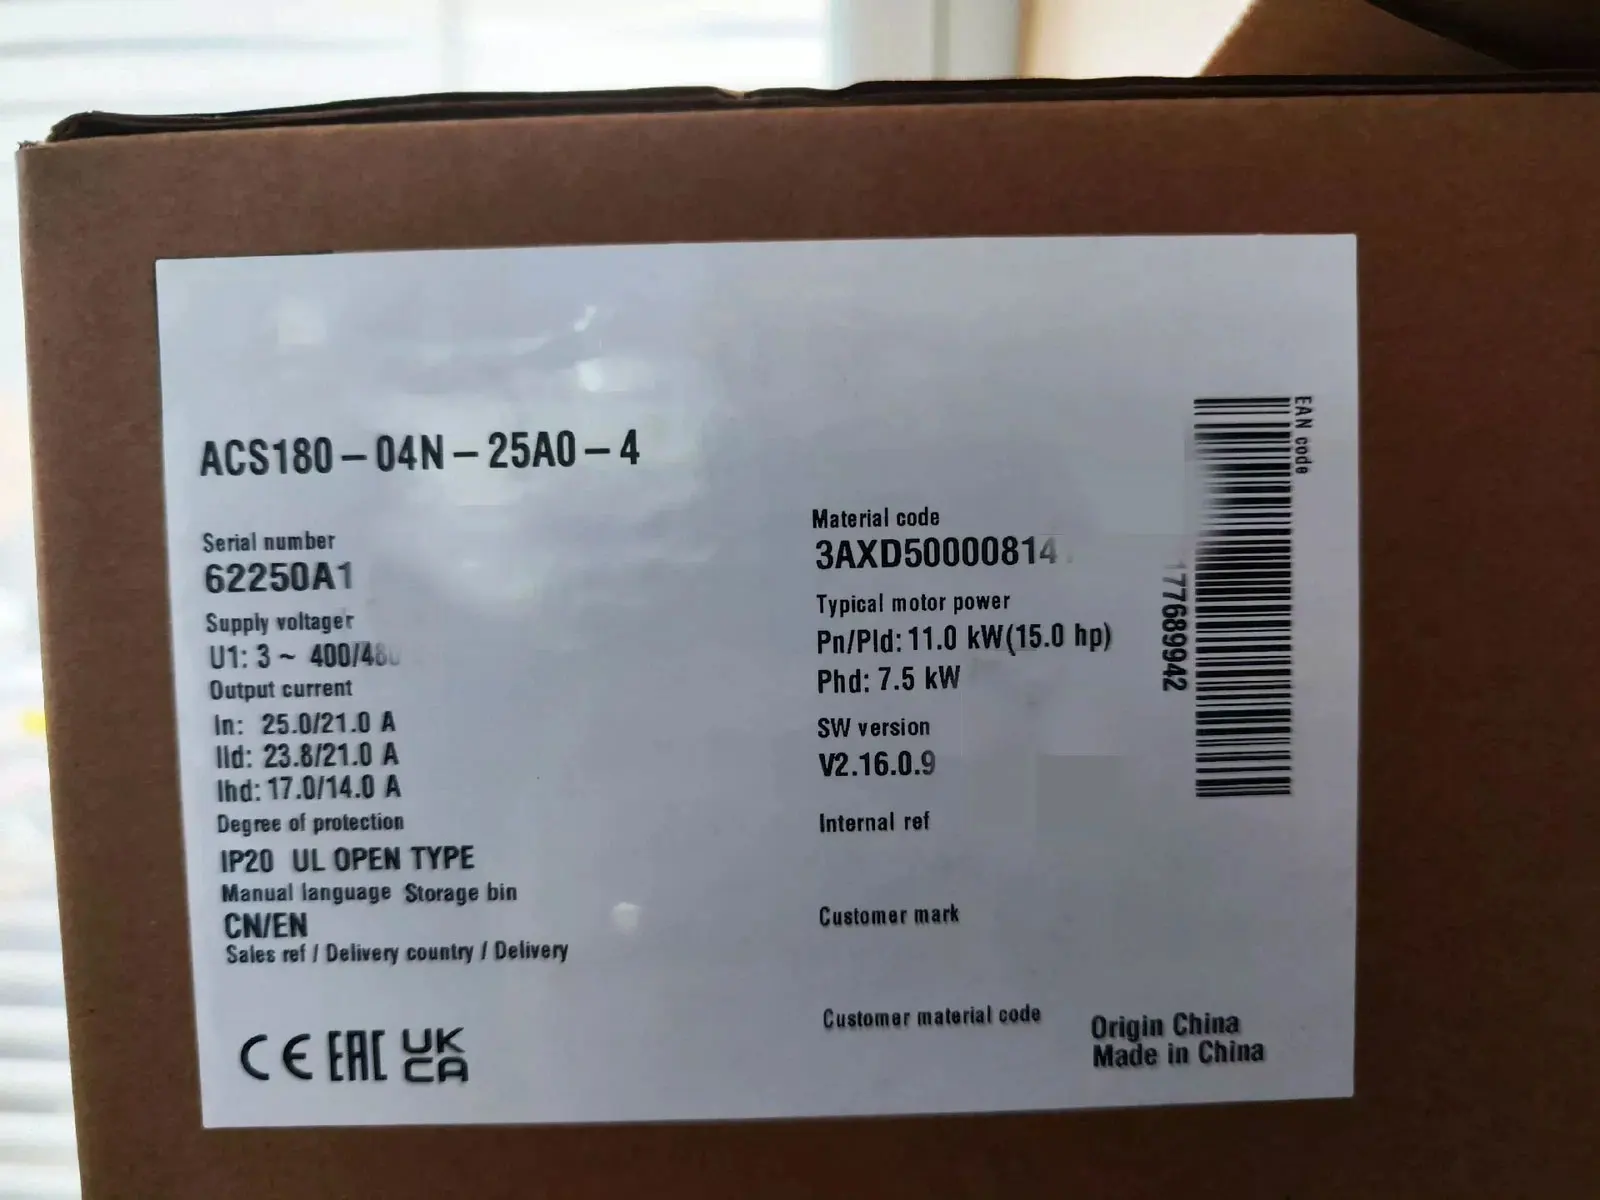 ACS180-04N-25A0-4
Serial number
62250A1
Supply voltager
U1: 3 ~ 400/480
Output current
In: 25.0/21.0 A
Ild: 23.8/21.0 A
Ihd: 17.0/14.0 A
Degree of protection
IP20 UL OPEN TYPE
Manual language Storage bin
CN/EN
Sales ref / Delivery country / Delivery
CE EAC UK CA
Material code
3AXD50000814
Typical motor power
Pn/Pld: 11.0 kW(15.0 hp)
Phd: 7.5 kW
SW version
V2.16.0.9
Internal ref
Customer mark
Customer material code
Origin China
Made in China
EAN code
177689942